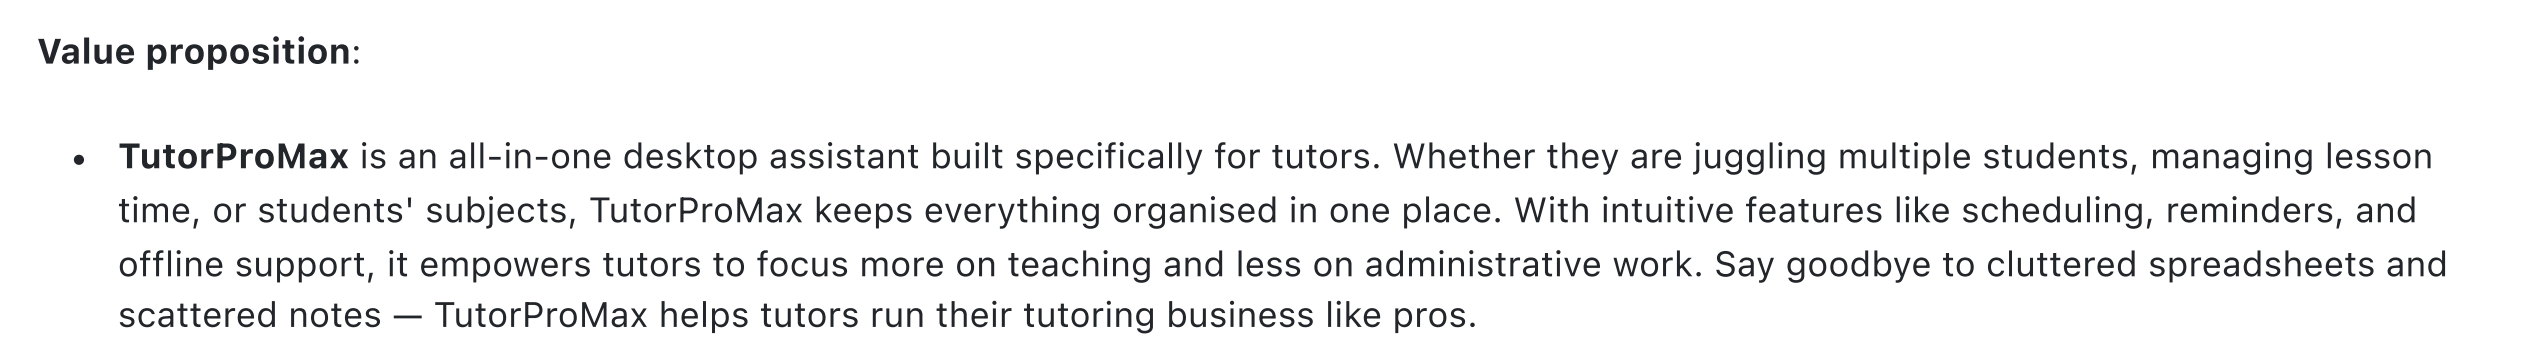 Value proposition:
• TutorProMax is an all-in-one desktop assistant built specifically for tutors. Whether they are juggling multiple students, managing lesson
time, or students' subjects, TutorProMax keeps everything organised in one place. With intuitive features like scheduling, reminders, and
offline support, it empowers tutors to focus more on teaching and less on administrative work. Say goodbye to cluttered spreadsheets and
scattered notes — TutorProMax helps tutors run their tutoring business like pros.